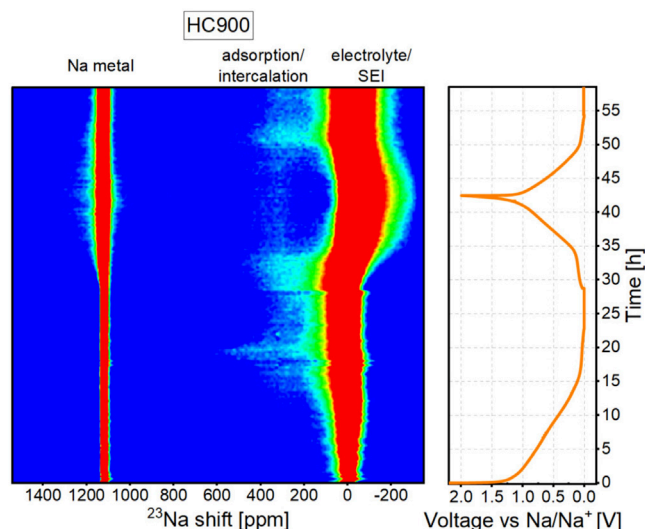 HC900
Na metal
adsorption/
intercalation
electrolyte/
SEI
1400 1200 1000 800 600 400 200 0 -200
²³Na shift [ppm]
55
50
45
40
35
30
25
20
15
10
5
0
Time [h]
2.0 1.5 1.0 0.5 0.0
Voltage vs Na/Na⁺ [V]